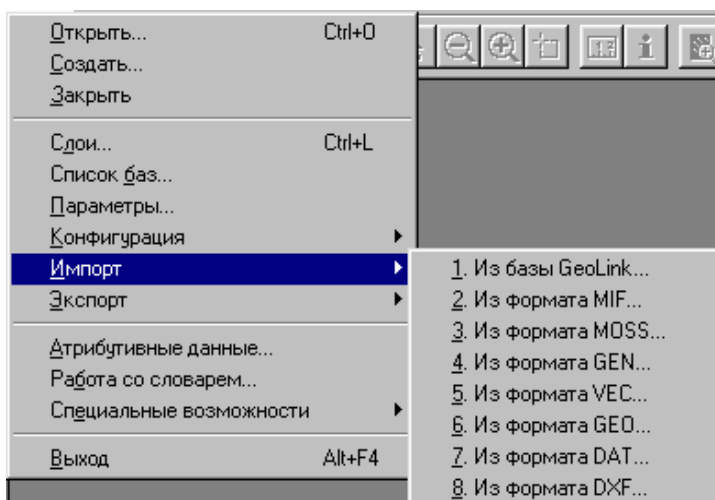 Открыть... Ctrl+O
Создать...
Закрыть
Слои... Ctrl+L
Список баз...
Параметры...
Конфигурация
Импорт
Экспорт
Атрибутивные данные...
Работа со словарем...
Специальные возможности
Выход Alt+F4
1. Из базы GeoLink...
2. Из формата MIF...
3. Из формата MOSS...
4. Из формата GEN...
5. Из формата VEC...
6. Из формата GEO...
7. Из формата DAT...
8. Из формата DXF...